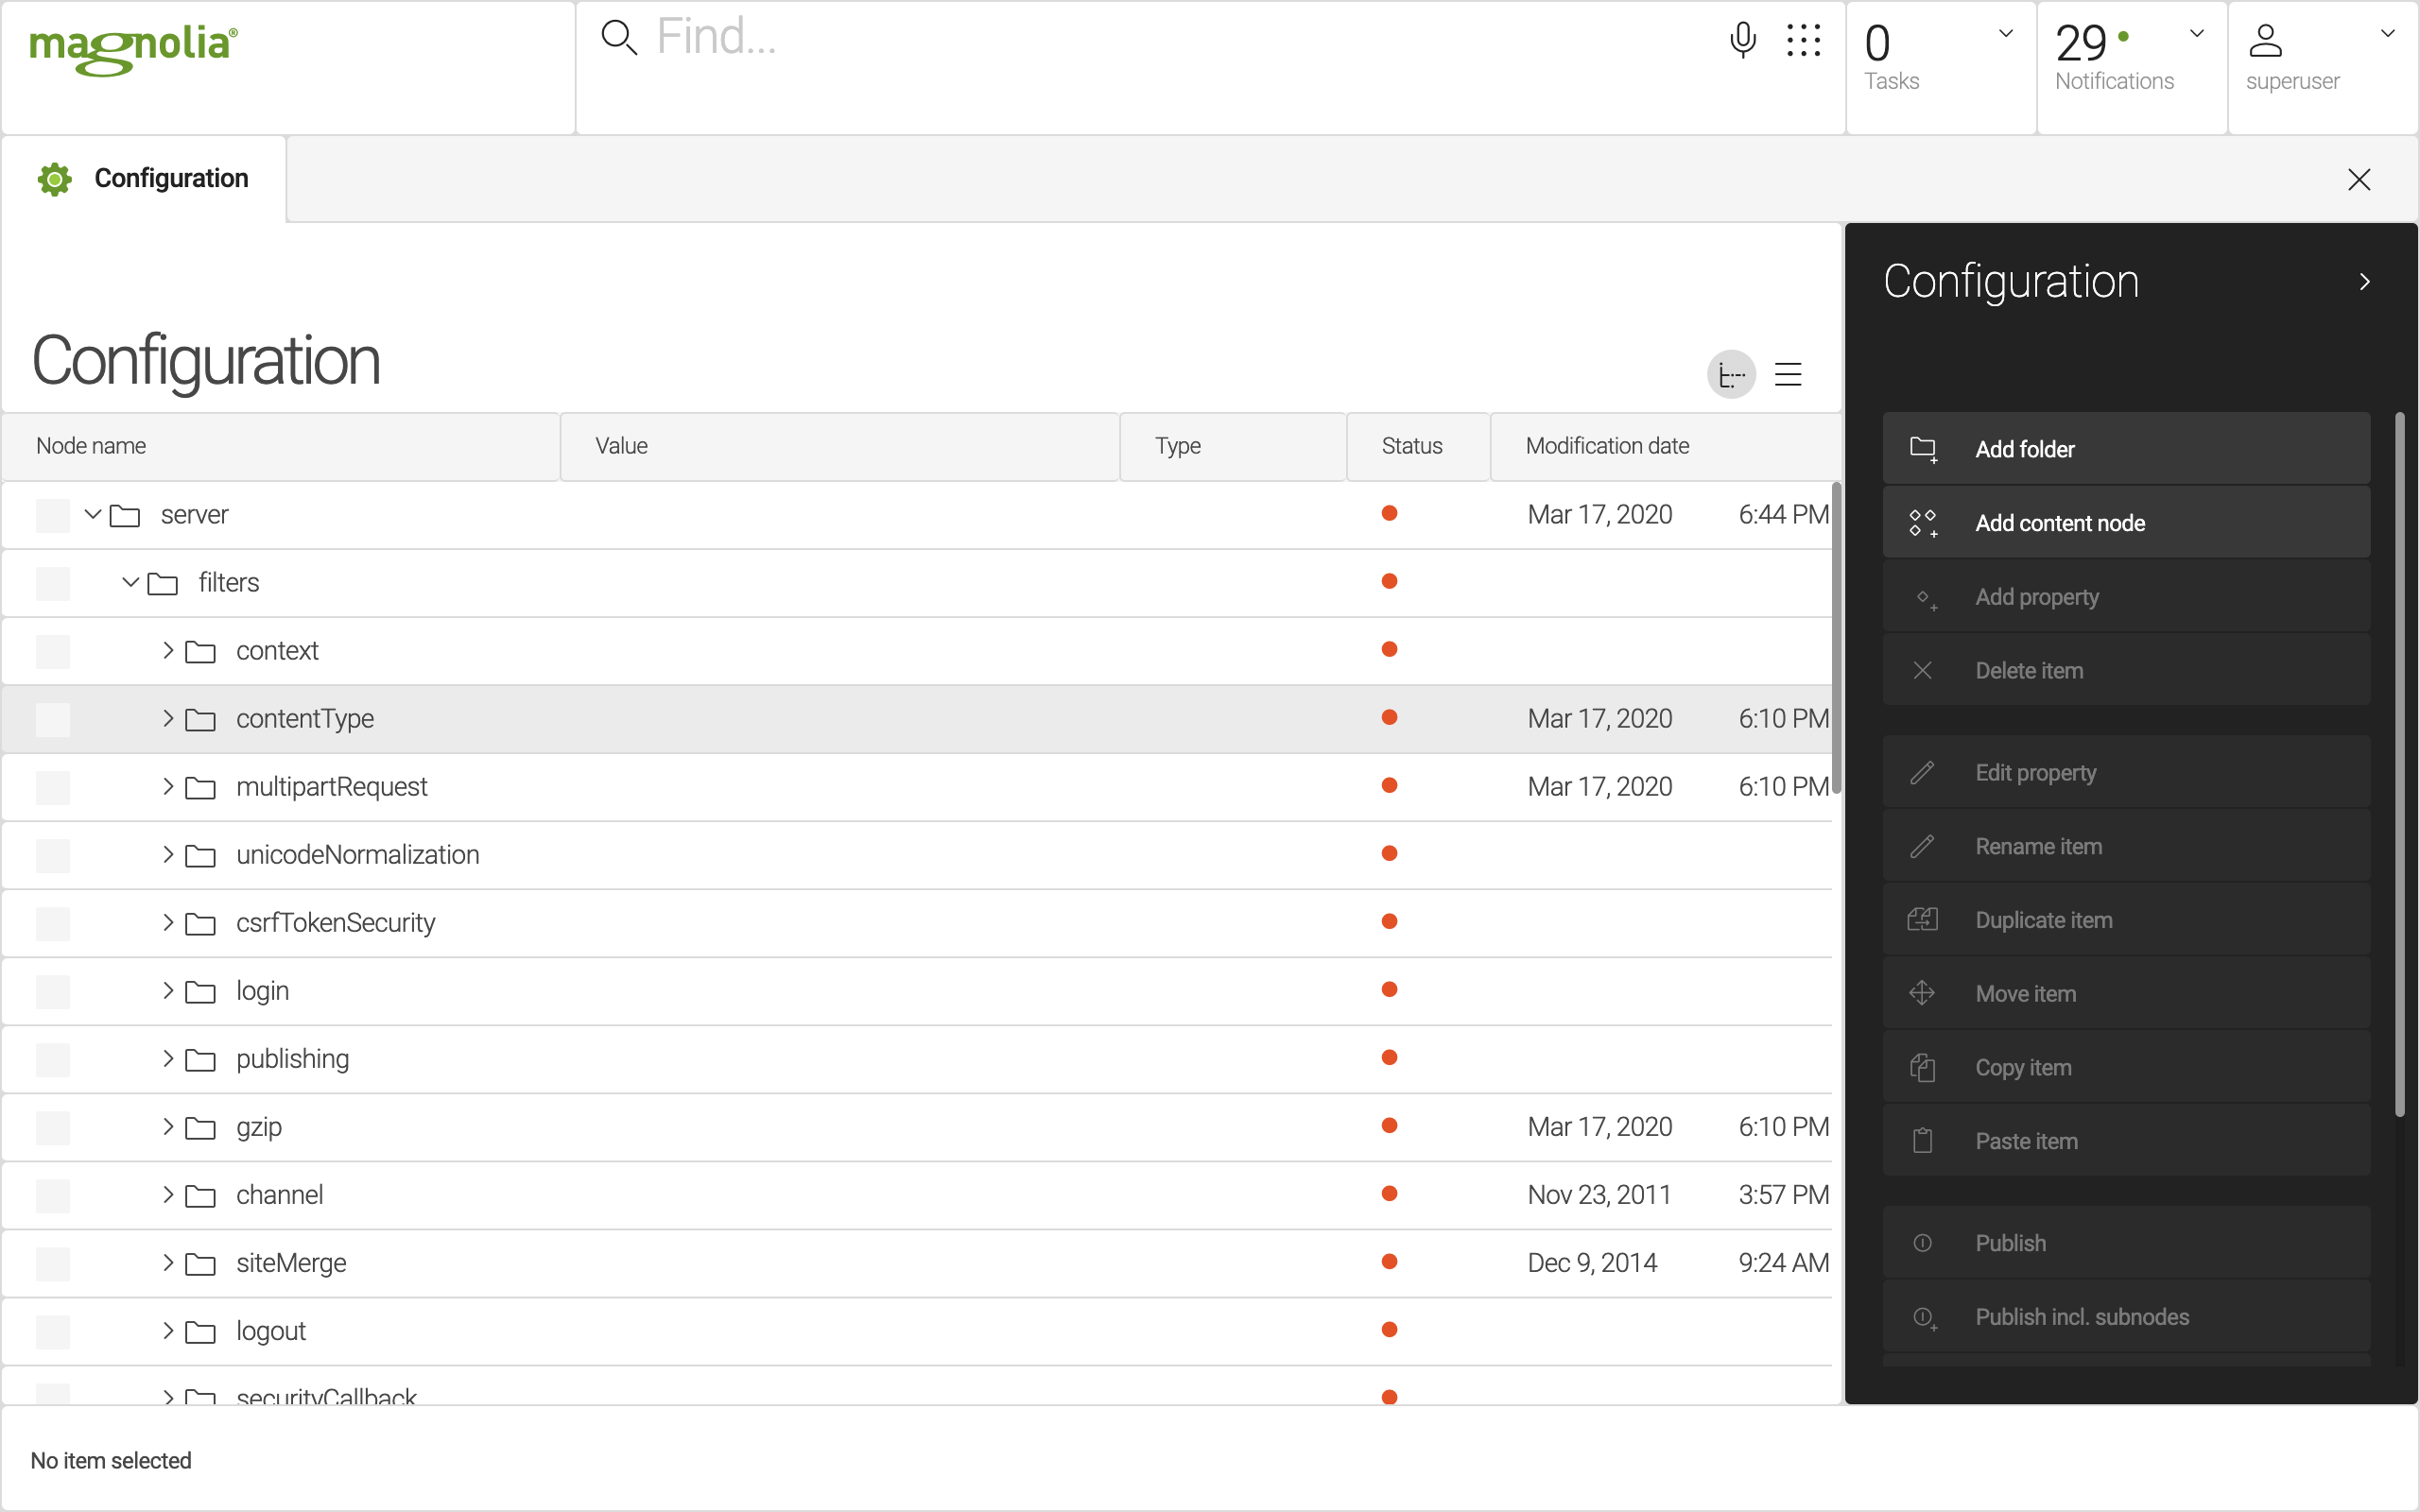 magnolia®
Find...
0
Tasks
29
Notifications
superuser
Configuration
Configuration
Configuration
Node name Value Type Status Modification date
server Mar 17, 2020 6:44 PM
filters
context
contentType Mar 17, 2020 6:10 PM
multipartRequest Mar 17, 2020 6:10 PM
unicodeNormalization
csrfTokenSecurity
login
publishing
gzip Mar 17, 2020 6:10 PM
channel Nov 23, 2011 3:57 PM
siteMerge Dec 9, 2014 9:24 AM
logout
securityCallback
Add folder
Add content node
Add property
Delete item
Edit property
Rename item
Duplicate item
Move item
Copy item
Paste item
Publish
Publish incl. subnodes
No item selected